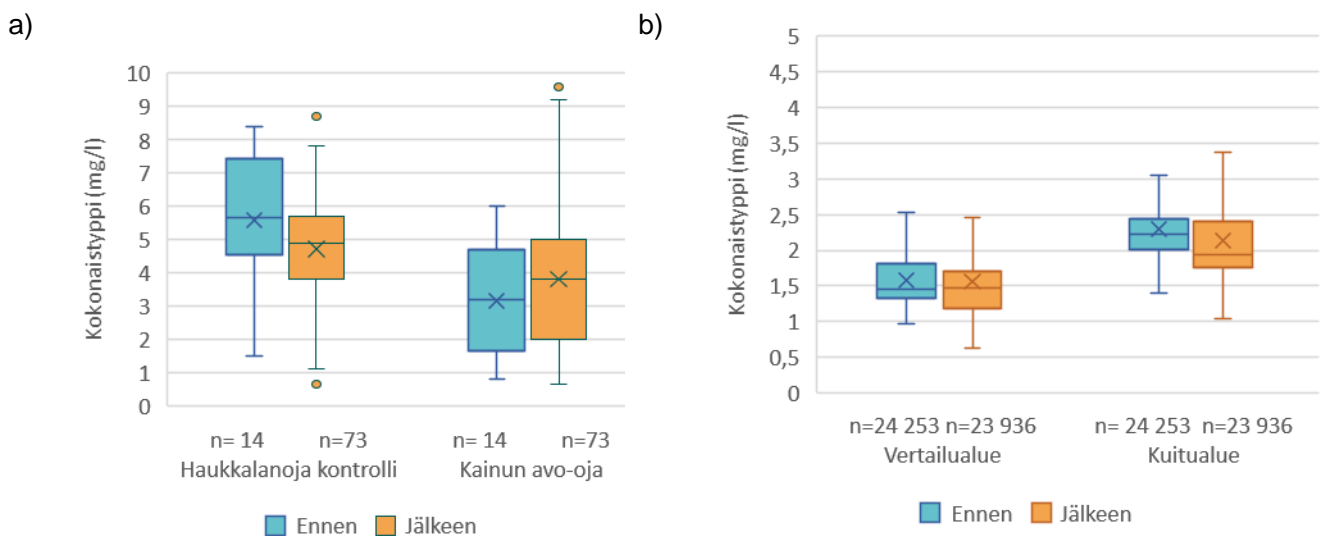 a)
Kokonaistyppi (mg/l)
10
9
8
7
6
5
4
3
2
1
0
n= 14 n=73 n= 14 n=73
Haukkalanoja kontrolli Kainun avo-oja
Ennen Jälkeen
b)
Kokonaistyppi (mg/l)
5
4,5
4
3,5
3
2,5
2
1,5
1
0,5
0
n=24 253 n=23 936 n= 24 253 n=23 936
Vertailualue Kuitualue
Ennen Jälkeen